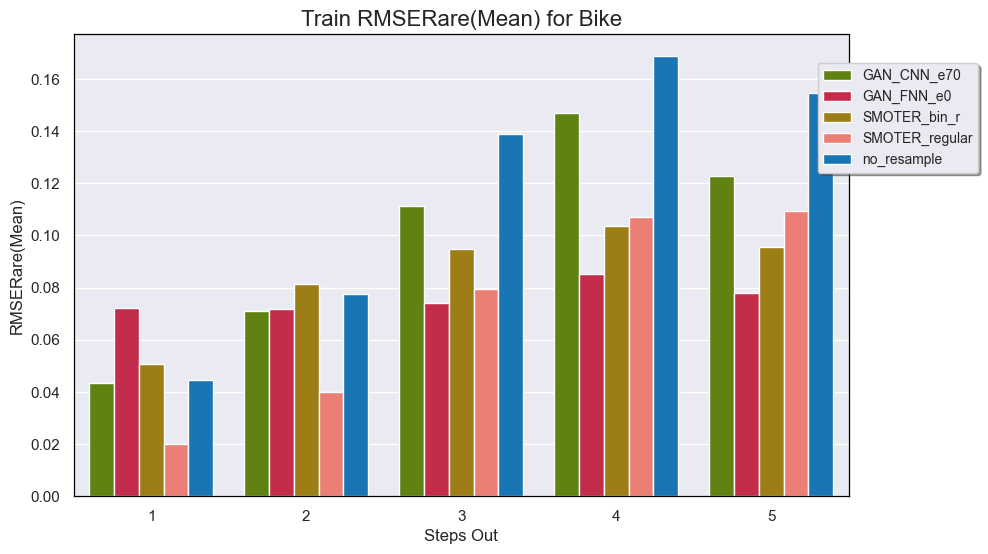 Train RMSERare(Mean) for Bike
RMSERare(Mean)
0.16
0.14
0.12
0.10
0.08
0.06
0.04
0.02
0.00
1 2 3 4 5
Steps Out
GAN_CNN_e70
GAN_FNN_e0
SMOTER_bin_r
SMOTER_regular
no_resample